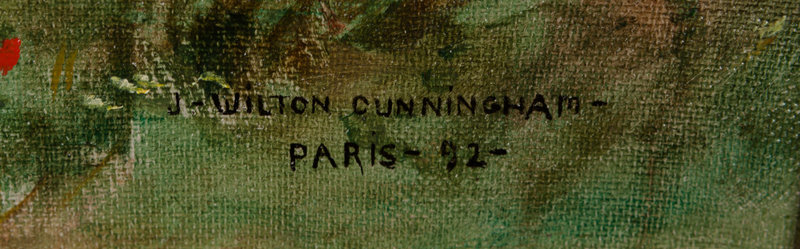 J-WILTON CUNNINGHAM-
PARIS- 92-